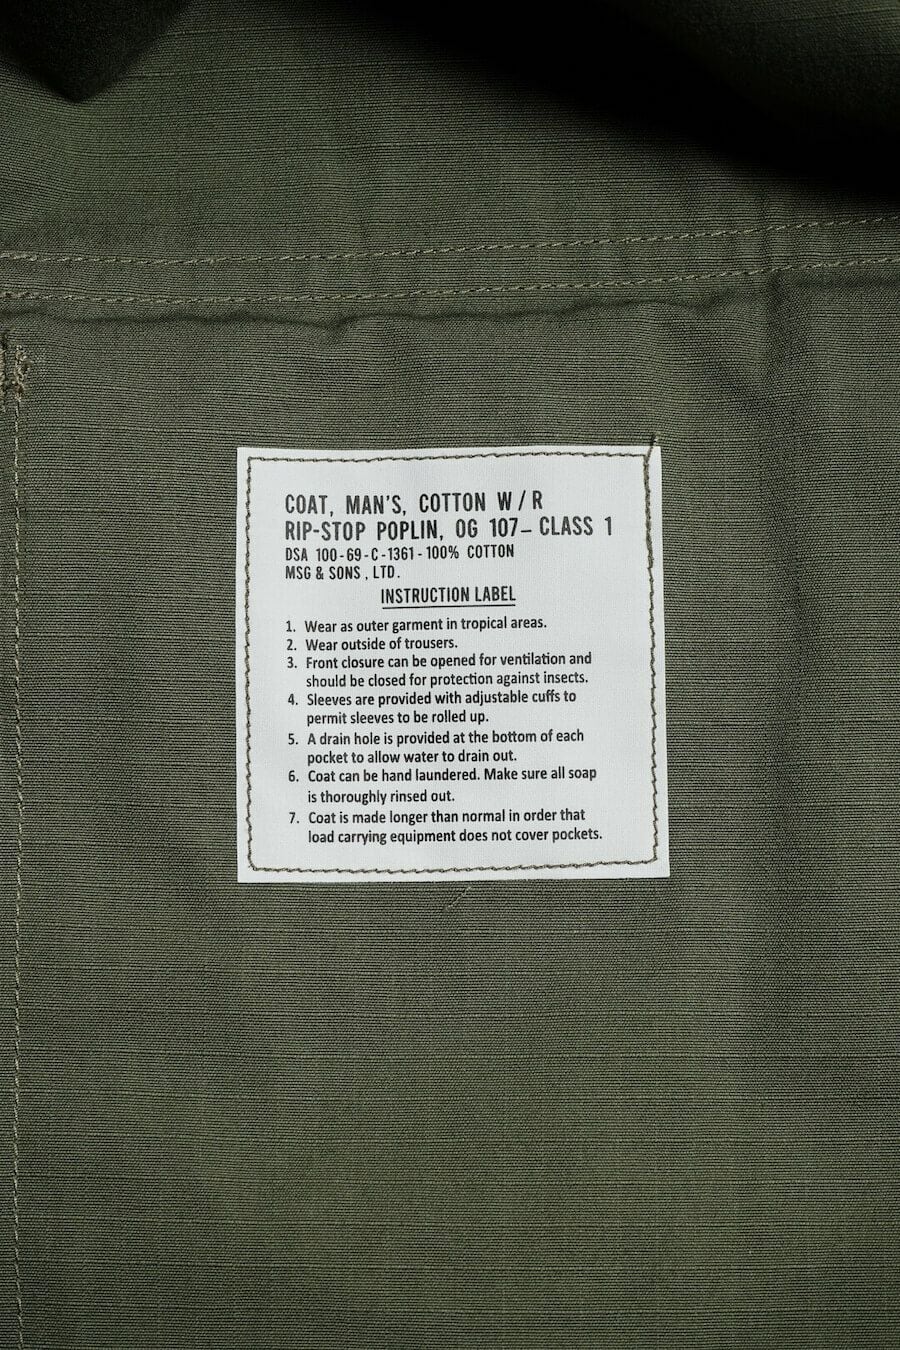 COAT, MAN'S, COTTON W/R
RIP-STOP POPLIN, OG 107– CLASS 1
DSA 100-69-C-1361-100% COTTON
MSG & SONS, LTD.
INSTRUCTION LABEL
1. Wear as outer garment in tropical areas.
2. Wear outside of trousers.
3. Front closure can be opened for ventilation and
should be closed for protection against insects.
4. Sleeves are provided with adjustable cuffs to
permit sleeves to be rolled up.
5. A drain hole is provided at the bottom of each
pocket to allow water to drain out.
6. Coat can be hand laundered. Make sure all soap
is thoroughly rinsed out.
7. Coat is made longer than normal in order that
load carrying equipment does not cover pockets.